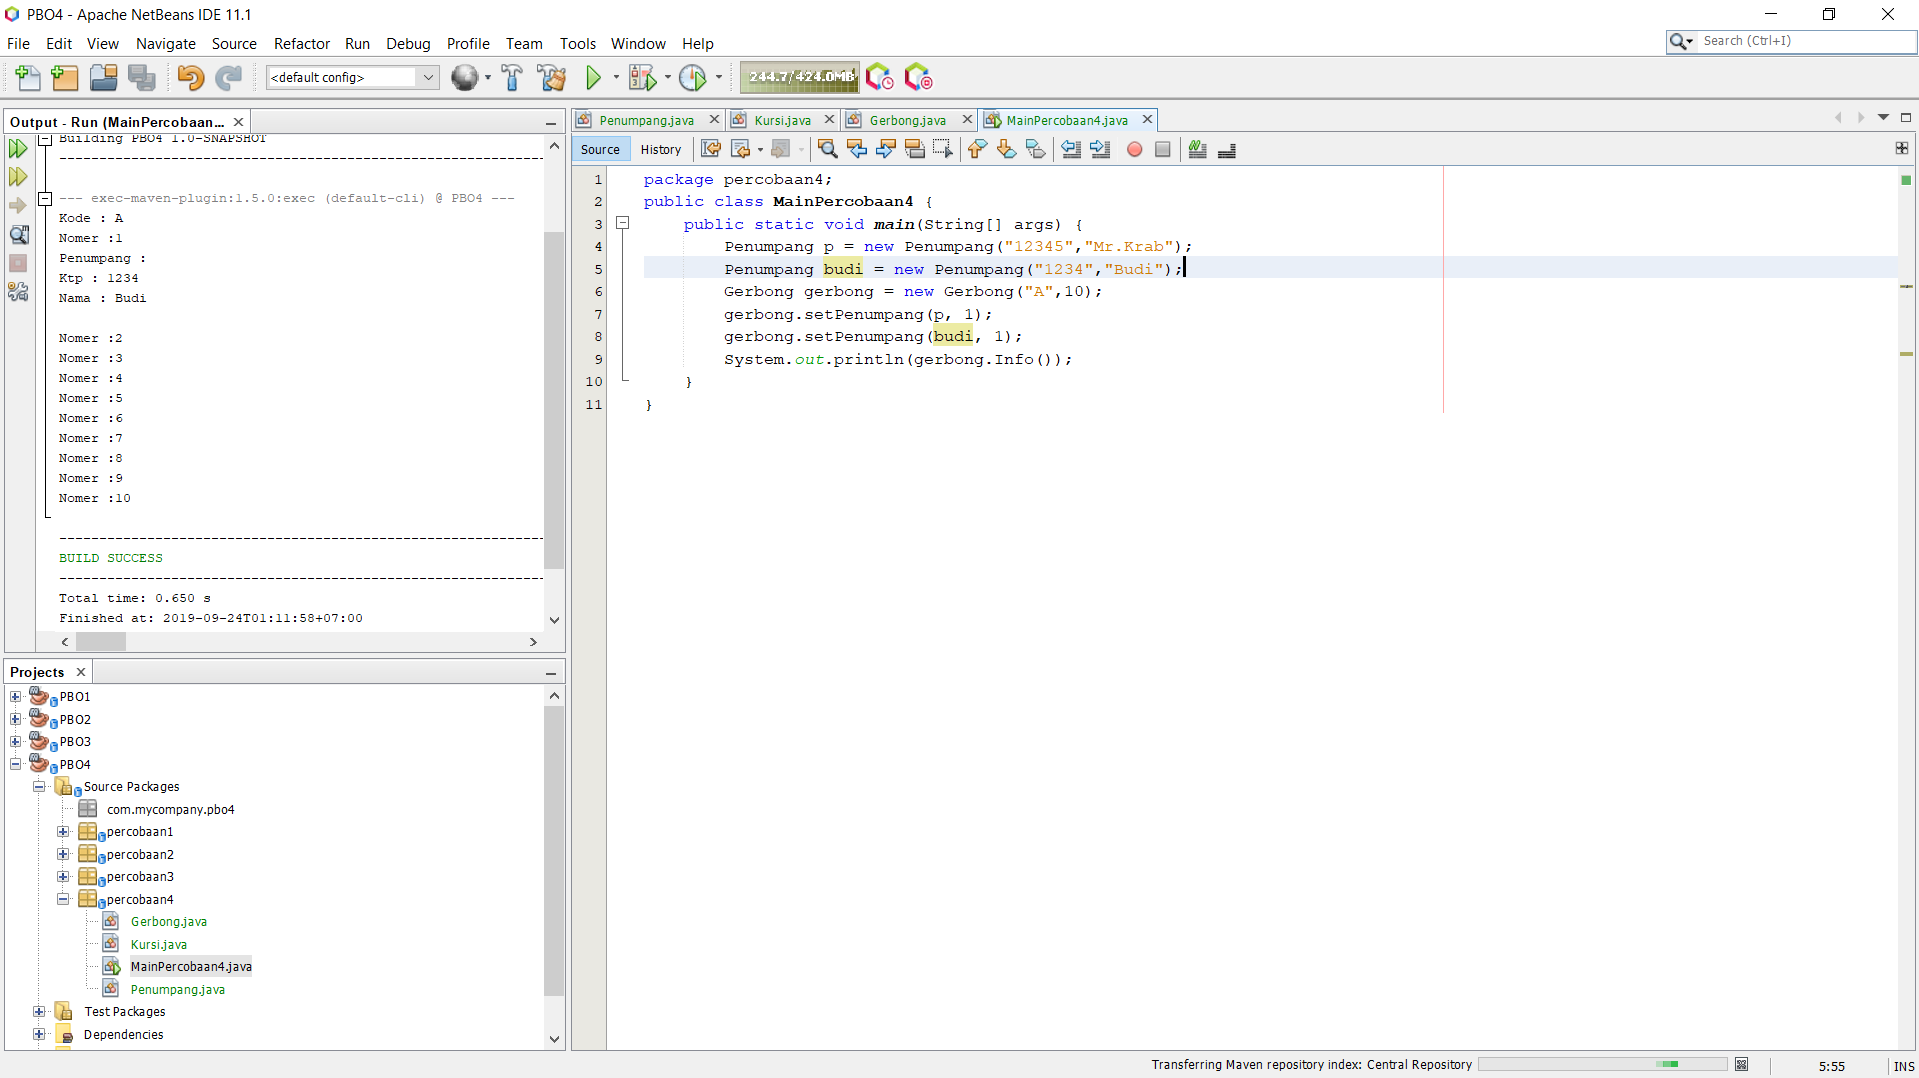 PBO4 - Apache NetBeans IDE 11.1
File Edit View Navigate Source Refactor Run Debug Profile Team Tools Window Help
Search (Ctrl+I)
<default config>
244.7/424.0MB
Output - Run (MainPercobaan...
Building PBO4 1.0-SNAPSHOT
------------------------------------------------------------------------
--- exec-maven-plugin:1.5.0:exec (default-cli) @ PBO4 ---
Kode : A
Nomer :1
Penumpang :
Ktp : 1234
Nama : Budi
Nomer :2
Nomer :3
Nomer :4
Nomer :5
Nomer :6
Nomer :7
Nomer :8
Nomer :9
Nomer :10
------------------------------------------------------------------------
BUILD SUCCESS
------------------------------------------------------------------------
Total time: 0.650 s
Finished at: 2019-09-24T01:11:58+07:00
Projects
PBO1
PBO2
PBO3
PBO4
Source Packages
com.mycompany.pbo4
percobaan1
percobaan2
percobaan3
percobaan4
Gerbong.java
Kursi.java
MainPercobaan4.java
Penumpang.java
Test Packages
Dependencies
Penumpang.java Kursi.java Gerbong.java MainPercobaan4.java
Source History
1 package percobaan4;
2 public class MainPercobaan4 {
3 public static void main(String[] args) {
4 Penumpang p = new Penumpang("12345","Mr.Krab");
5 Penumpang budi = new Penumpang("1234","Budi");
6 Gerbong gerbong = new Gerbong("A",10);
7 gerbong.setPenumpang(p, 1);
8 gerbong.setPenumpang(budi, 1);
9 System.out.println(gerbong.Info());
10 }
11 }
Transferring Maven repository index: Central Repository
5:55
INS